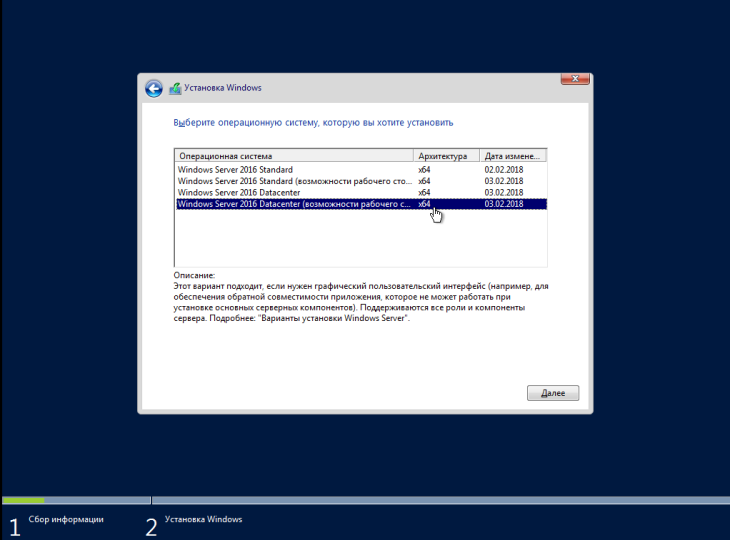 Установка Windows
Выберите операционную систему, которую вы хотите установить
Операционная система Архитектура Дата измене...
Windows Server 2016 Standard x64 02.02.2018
Windows Server 2016 Standard (возможности рабочего сто... x64 03.02.2018
Windows Server 2016 Datacenter x64 03.02.2018
Windows Server 2016 Datacenter (возможности рабочего с... x64 03.02.2018
Описание:
Этот вариант подходит, если нужен графический пользовательский интерфейс (например, для
обеспечения обратной совместимости приложения, которое не может работать при
установке основных серверных компонентов). Поддерживаются все роли и компоненты
сервера. Подробнее: "Варианты установки Windows Server".
Далее
1 Сбор информации 2 Установка Windows